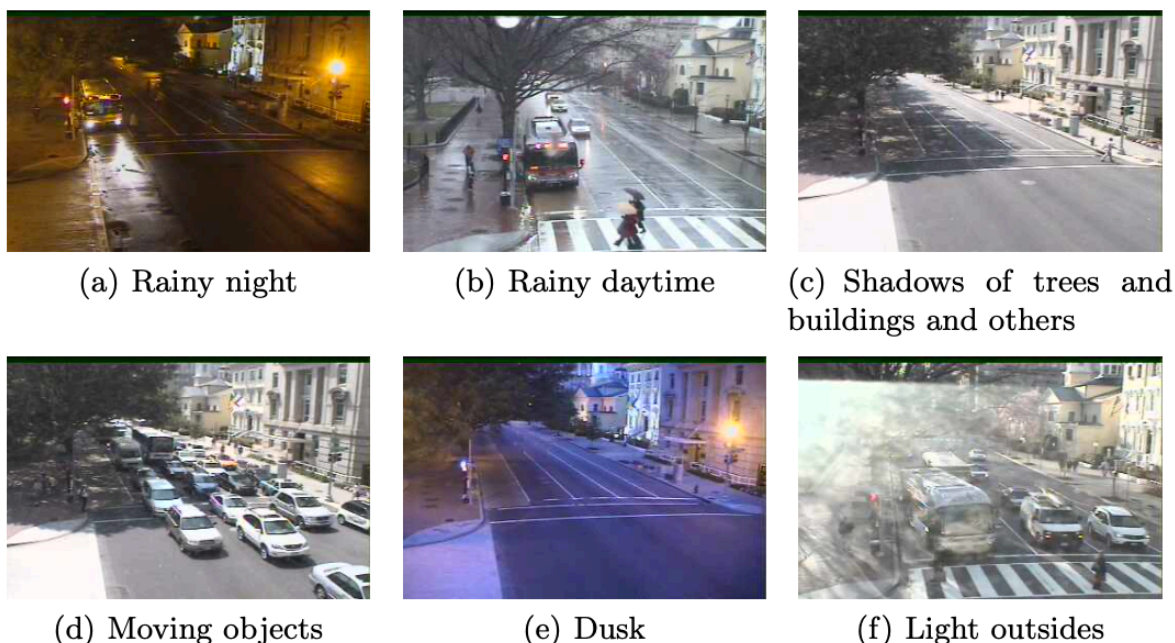 (a) Rainy night
(b) Rainy daytime
(c) Shadows of trees and
buildings and others
(d) Moving objects
(e) Dusk
(f) Light outsides